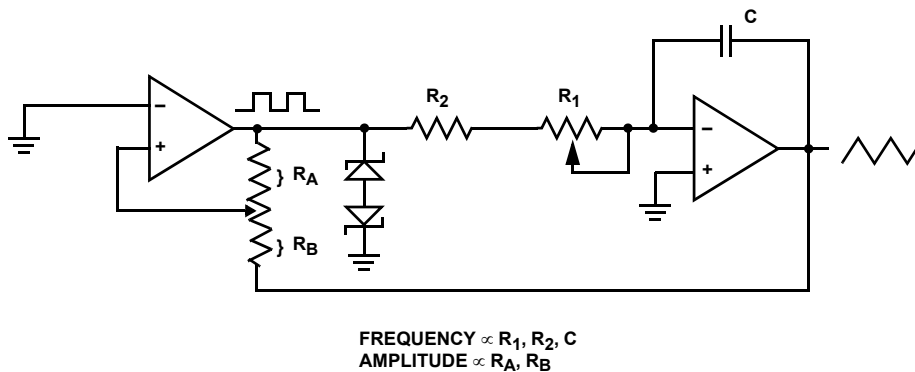 C
R2
R1
−
+
−
+
} RA
} RB
FREQUENCY ∝ R1, R2, C
AMPLITUDE ∝ RA, RB